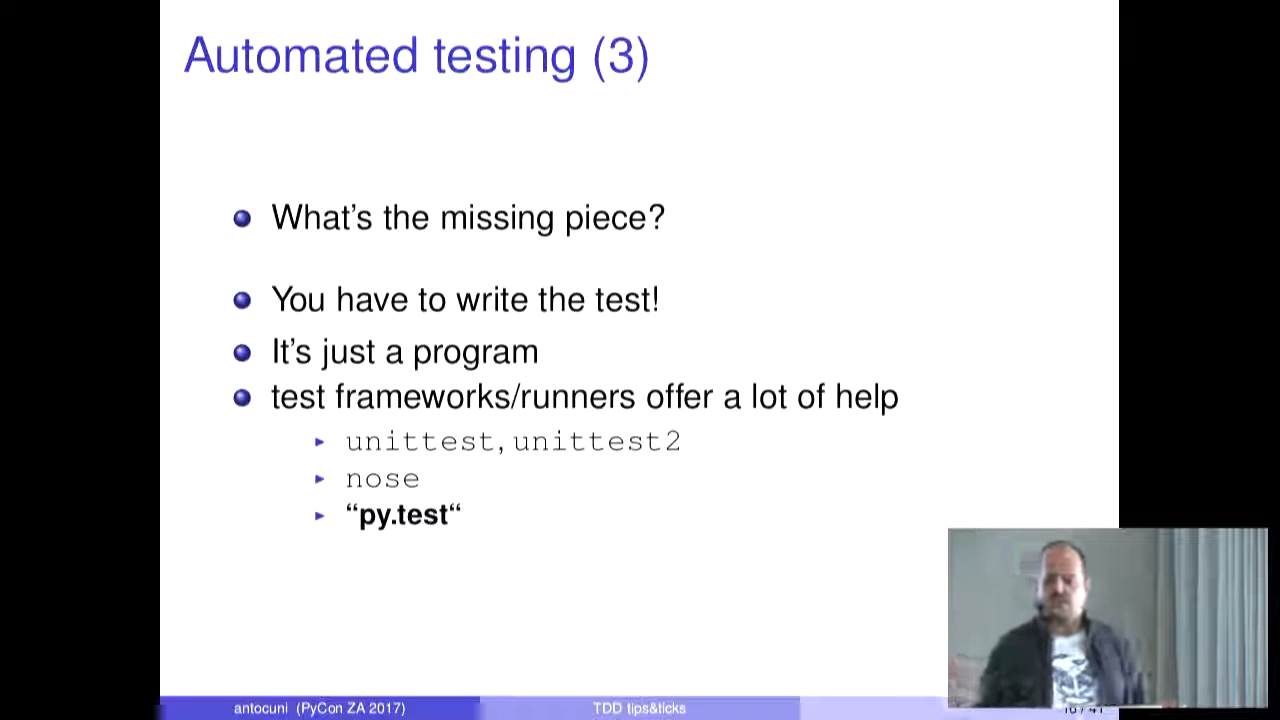 Automated testing (3)
What's the missing piece?
You have to write the test!
It's just a program
test frameworks/runners offer a lot of help
unittest, unittest2
nose
“py.test“
antocuni (PyCon ZA 2017)
TDD tips&ticks